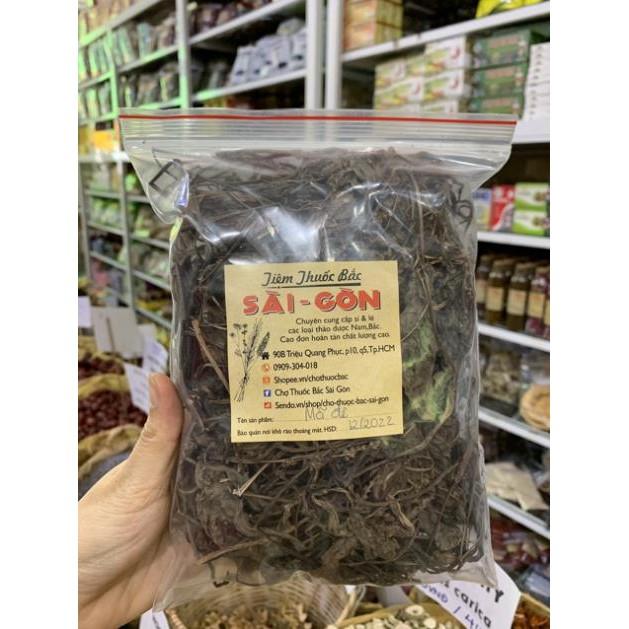 Tiệm Thuốc Bắc
SÀI-GÒN
Chuyên cung cấp sỉ & lẻ
các loại thảo dược Nam, Bắc.
Cao đơn hoàn tán chất lượng cao.
90B Triệu Quang Phục, p10, q5, Tp.HCM
0909-304-018
Shopee.vn/chothuocbac
Chợ Thuốc Bắc Sài Gòn
Sendo.vn/shop/cho-thuoc-bac-sai-gon
Tên sản phẩm: Mã đề
Bảo quản nơi khô ráo thoáng mát. HSD: 12/2022
carica